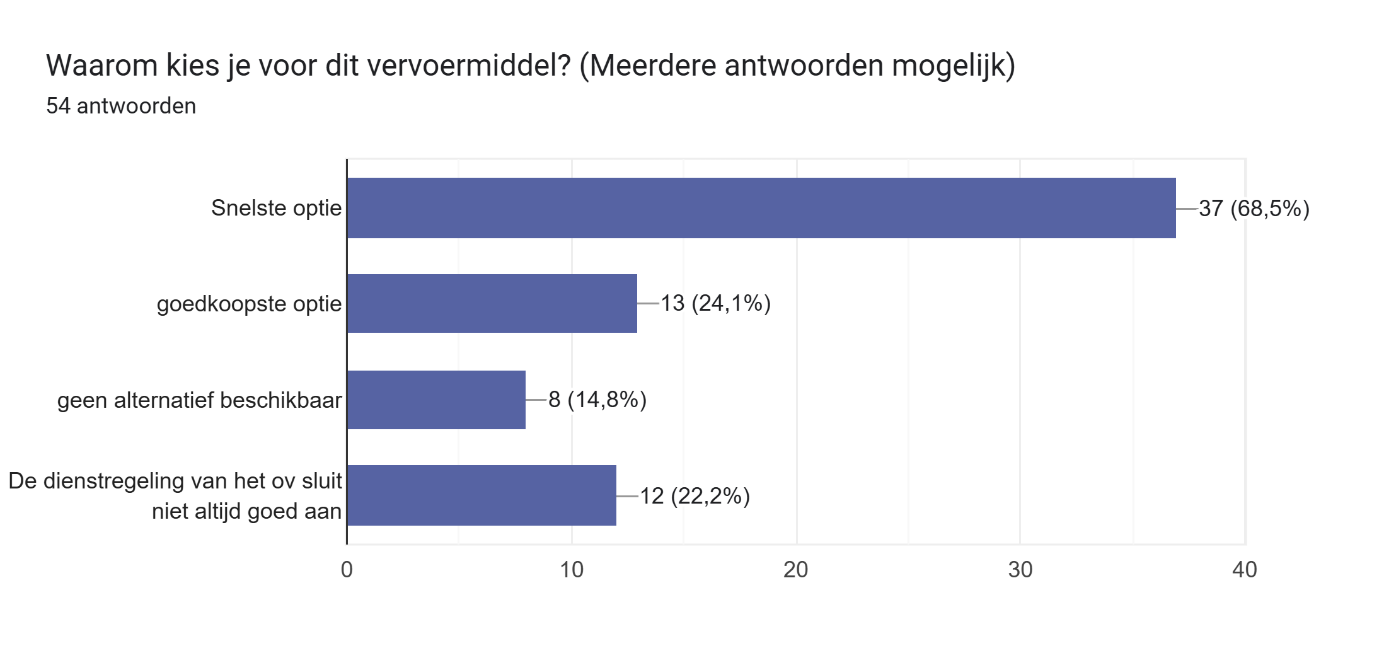 Waarom kies je voor dit vervoermiddel? (Meerdere antwoorden mogelijk)
54 antwoorden
Snelste optie
37 (68,5%)
goedkoopste optie
13 (24,1%)
geen alternatief beschikbaar
8 (14,8%)
De dienstregeling van het ov sluit
niet altijd goed aan
12 (22,2%)
0
10
20
30
40